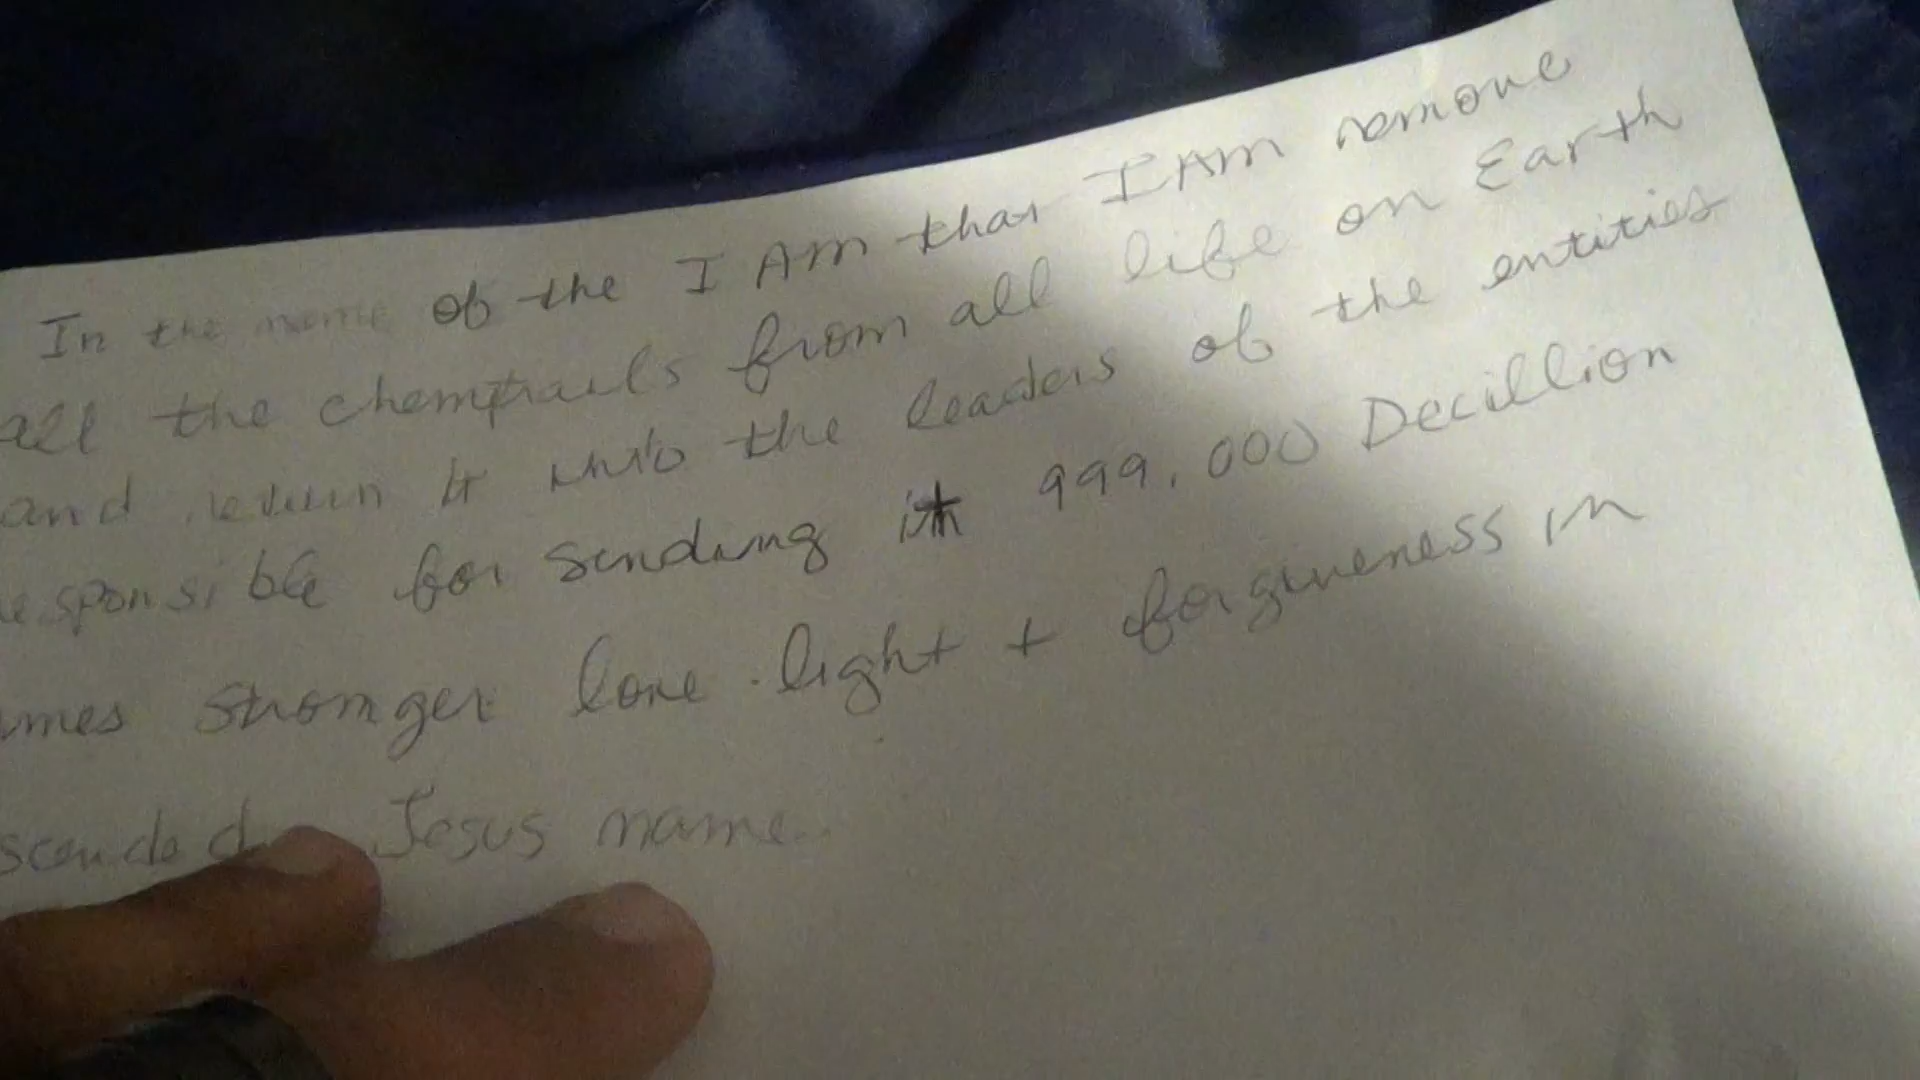 In the name of the I AM that I AM remove
all the chemtrails from all life on Earth
and return it unto the leaders of the entities
responsible for sending it 999,000 Decillion
imes stronger love light + forgiveness in
scended Jesus name.